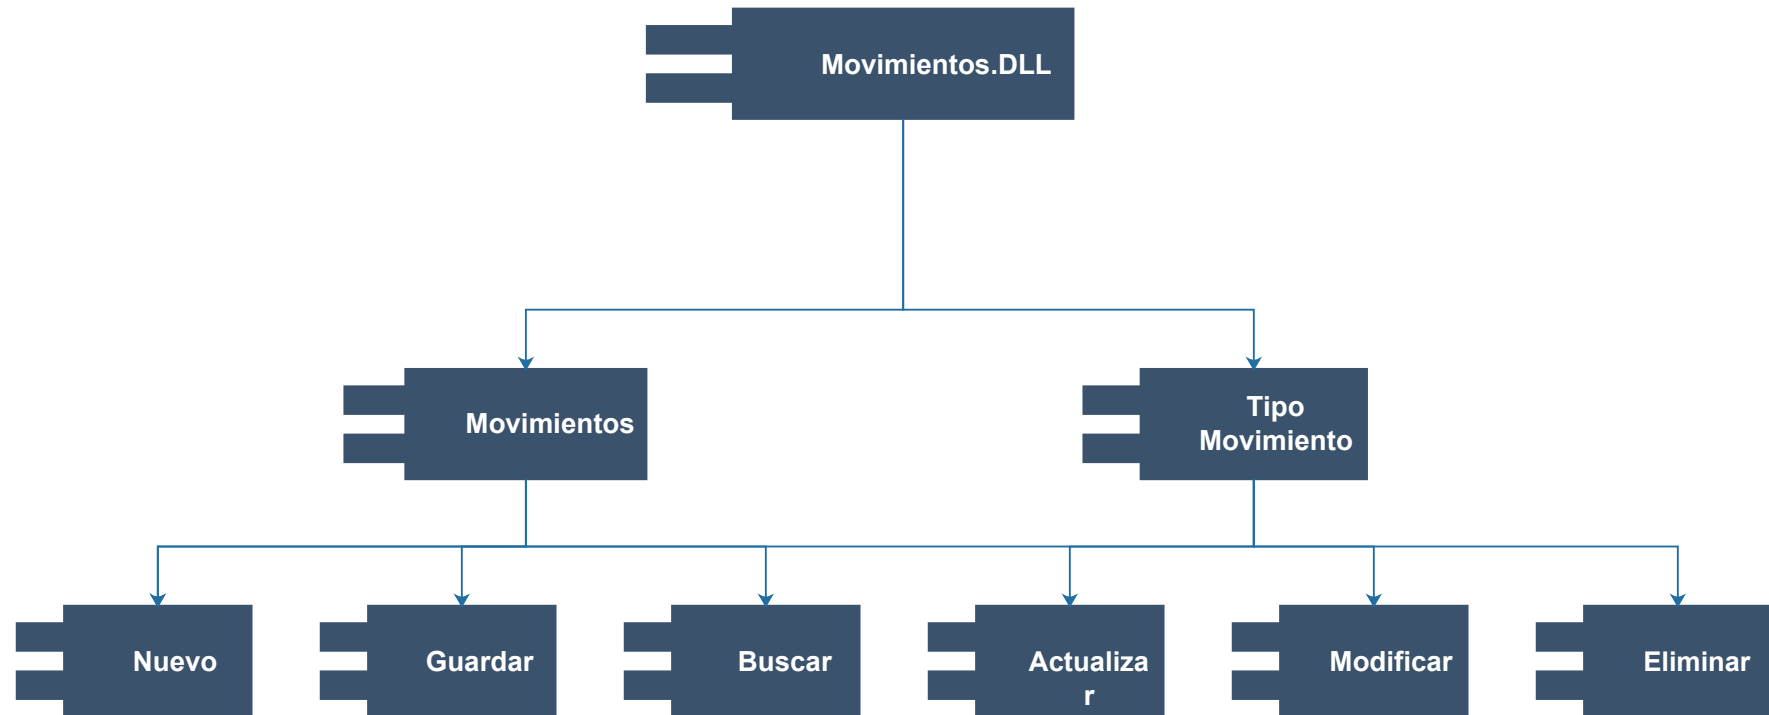 Movimientos.DLL
Movimientos
Tipo
Movimiento
Nuevo
Guardar
Buscar
Actualiza
r
Modificar
Eliminar